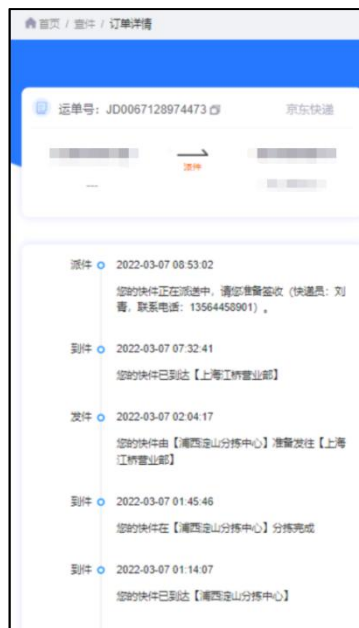 首页 / 查件 / 订单详情
运单号：JD0067128974473
京东快递
派件
---
派件 2022-03-07 08:53:02
您的快件正在派送中，请您准备签收（快递员：刘
青，联系电话：13564458901）。
到件 2022-03-07 07:32:41
您的快件已到达【上海江桥营业部】
发件 2022-03-07 02:04:17
您的快件由【浦西淀山分拣中心】准备发往【上海
江桥营业部】
到件 2022-03-07 01:45:46
您的快件在【浦西淀山分拣中心】分拣完成
到件 2022-03-07 01:14:07
您的快件已到达【浦西淀山分拣中心】